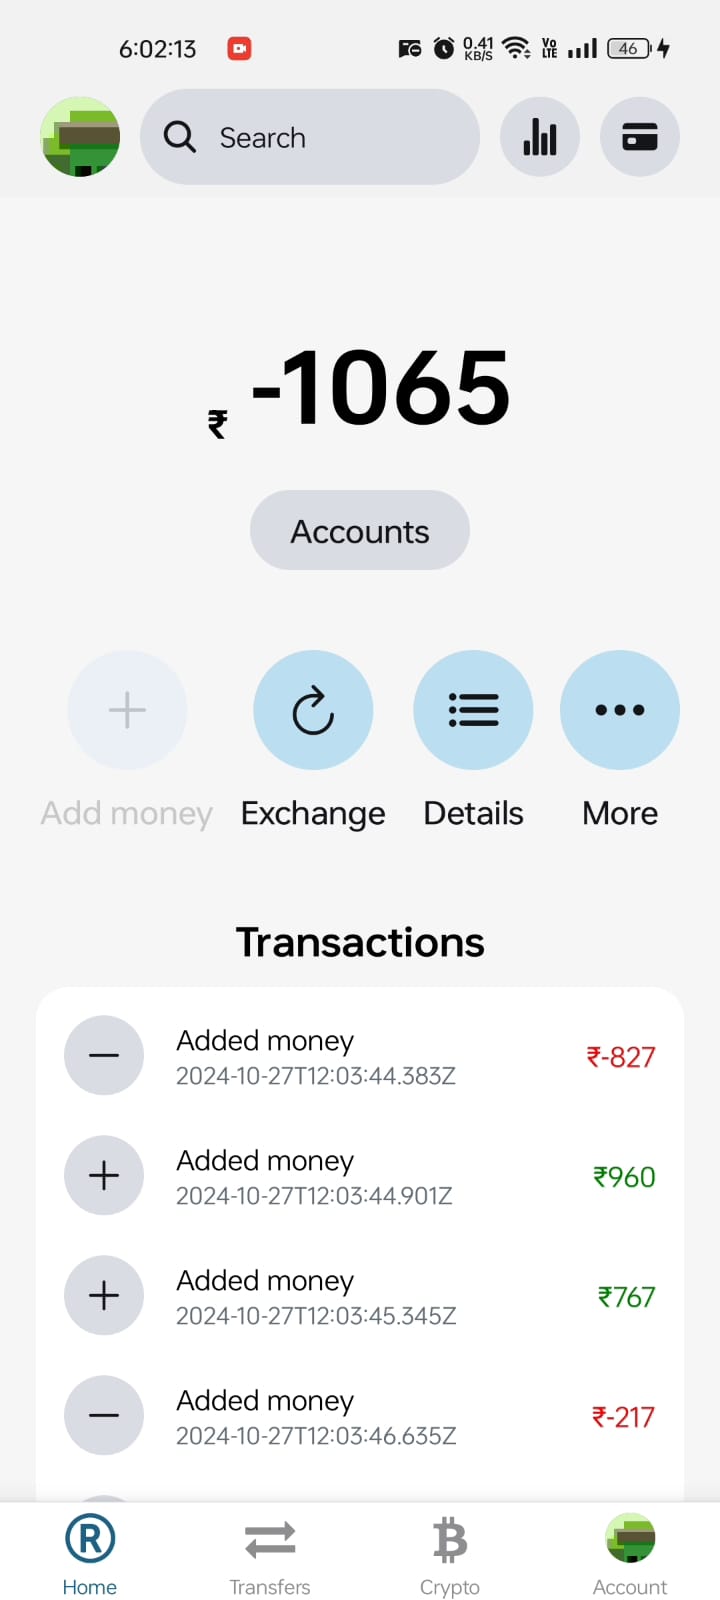 6:02:13
0.41
KB/S
Vo
LTE
46
Search
₹ -1065
Accounts
Add money
Exchange
Details
More
Transactions
Added money
2024-10-27T12:03:44.383Z
₹-827
Added money
2024-10-27T12:03:44.901Z
₹960
Added money
2024-10-27T12:03:45.345Z
₹767
Added money
2024-10-27T12:03:46.635Z
₹-217
R
Home
Transfers
Crypto
Account